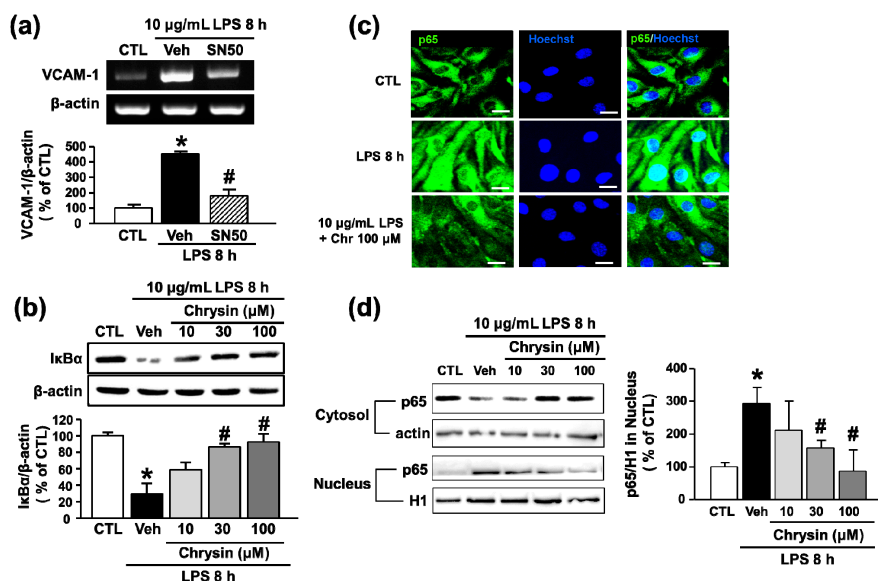 (a)
10 µg/mL LPS 8 h
CTL Veh SN50
VCAM-1
β-actin
VCAM-1/β-actin
( % of CTL)
500
400
300
200
100
0
*
#
CTL Veh SN50
LPS 8 h
(c)
p65 Hoechst p65/Hoechst
CTL
LPS 8 h
10 µg/mL LPS
+ Chr 100 µM
(b)
10 µg/mL LPS 8 h
Chrysin (µM)
CTL Veh 10 30 100
IκBα
β-actin
IκBα/β-actin
( % of CTL)
120
100
80
60
40
20
0
*
#
#
CTL Veh 10 30 100
Chrysin (µM)
LPS 8 h
(d)
10 µg/mL LPS 8 h
Chrysin (µM)
CTL Veh 10 30 100
Cytosol
p65
actin
Nucleus
p65
H1
p65/H1 in Nucleus
( % of CTL)
400
300
200
100
0
*
#
#
CTL Veh 10 30 100
Chrysin (µM)
LPS 8 h